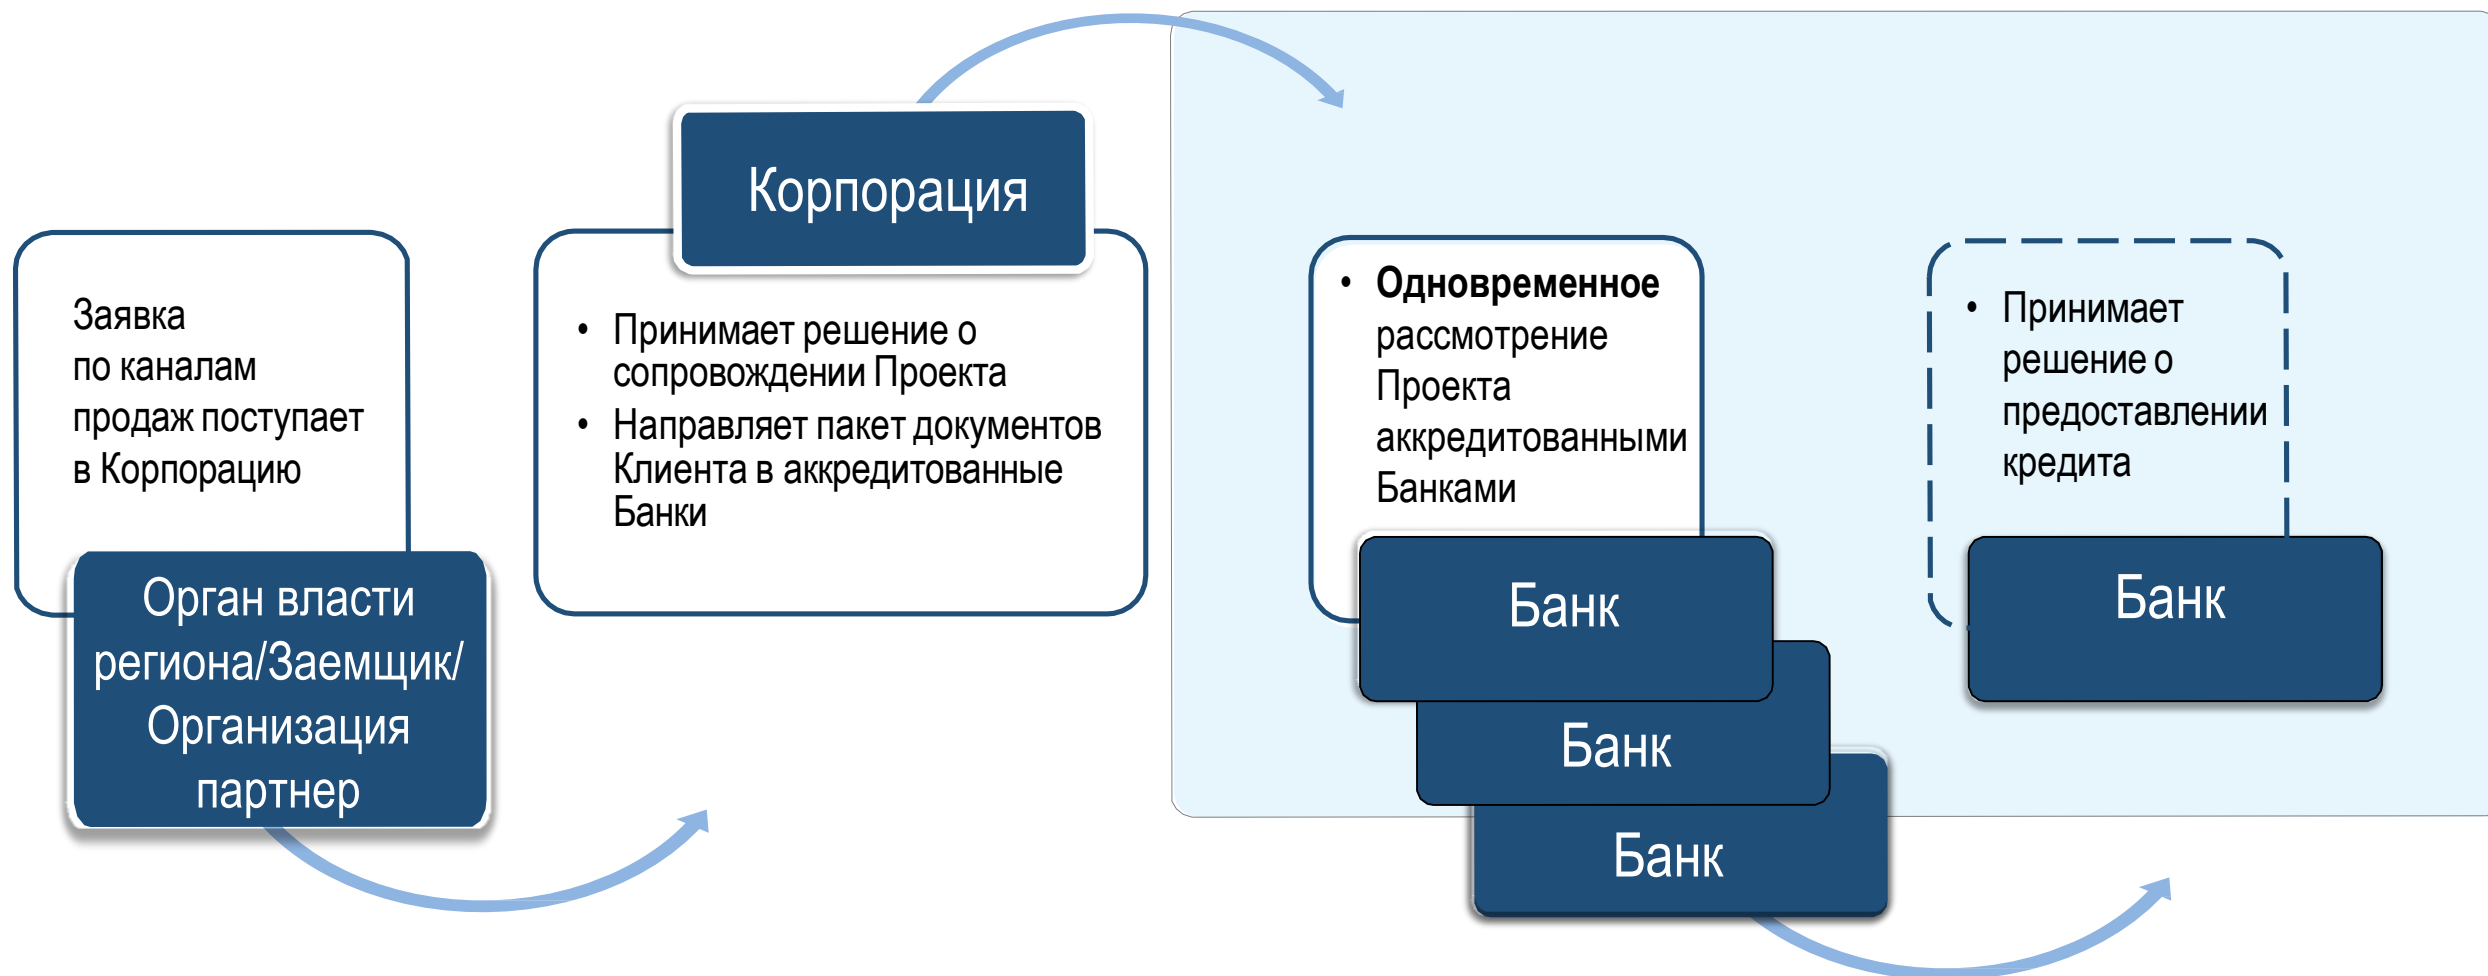 Заявка
по каналам
продаж поступает
в Корпорацию
Орган власти
региона/Заемщик/
Организация
партнер
Корпорация
• Принимает решение о
сопровождении Проекта
• Направляет пакет документов
Клиента в аккредитованные
Банки
• Одновременное
рассмотрение
Проекта
аккредитованными
Банками
Банк
Банк
Банк
• Принимает
решение о
предоставлении
кредита
Банк